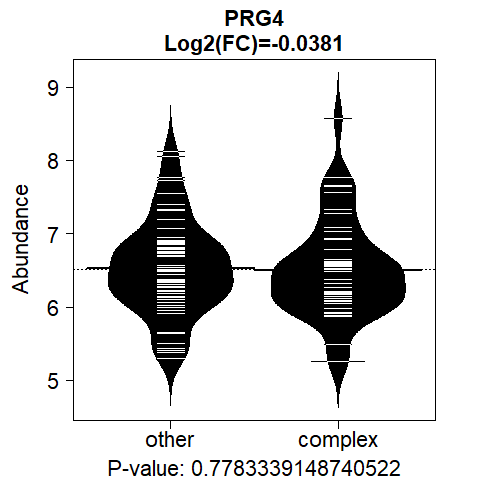 PRG4
Log2(FC)=-0.0381
9
8
7
6
5
Abundance
other complex
P-value: 0.7783339148740522